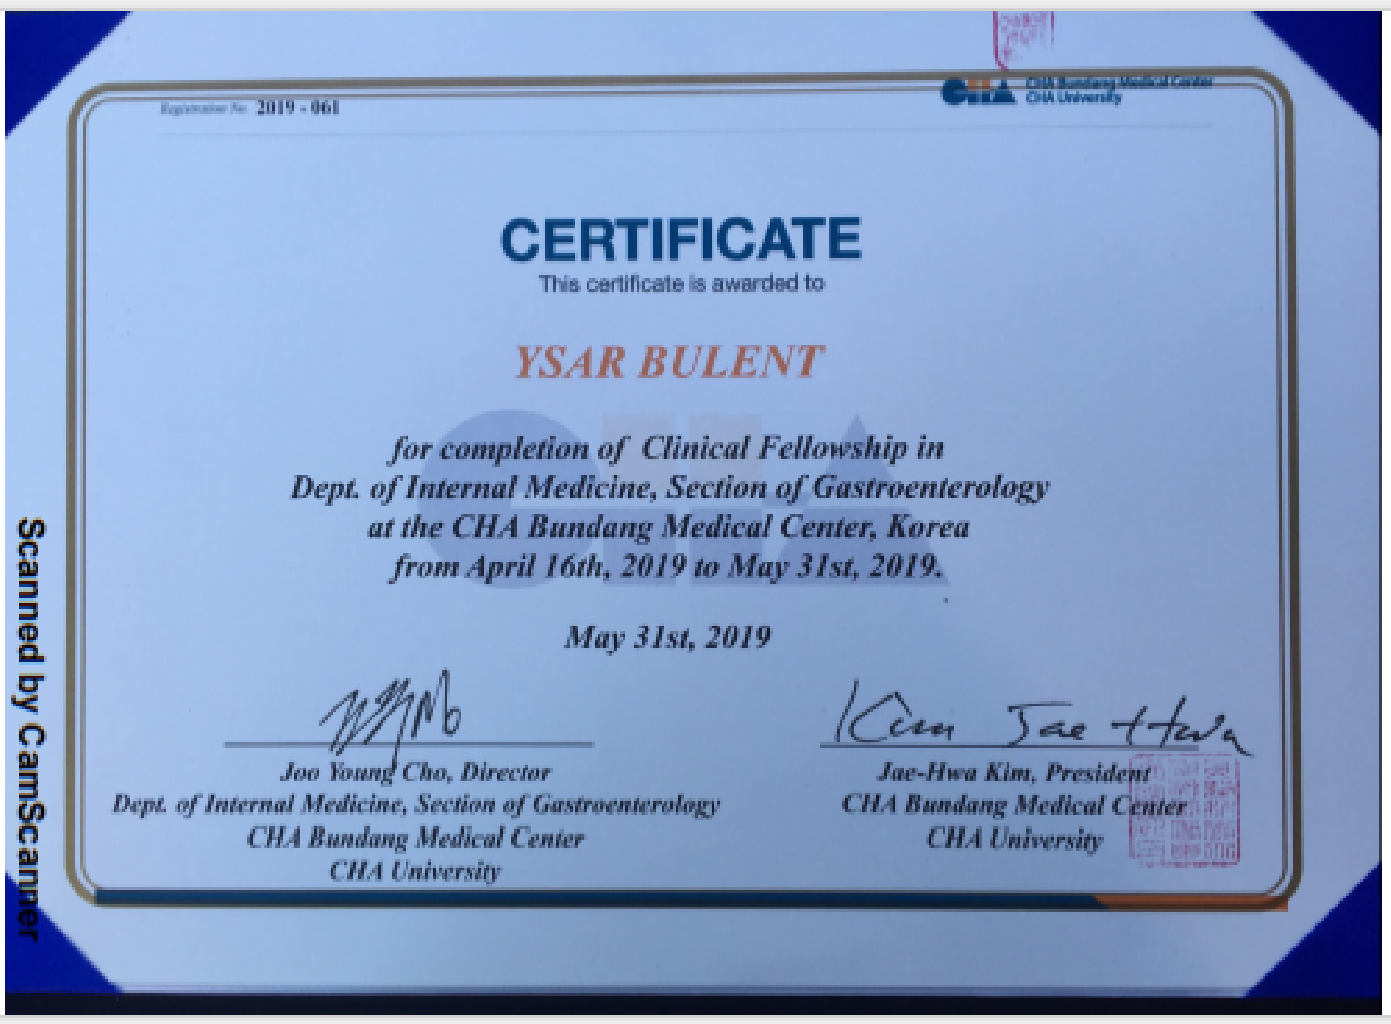 Registration No. 2019 - 061
CHA CHA Bundang Medical Center
CHA University
CERTIFICATE
This certificate is awarded to
YSAR BULENT
for completion of Clinical Fellowship in
Dept. of Internal Medicine, Section of Gastroenterology
at the CHA Bundang Medical Center, Korea
from April 16th, 2019 to May 31st, 2019.
May 31st, 2019
Kim Jae Hwa
Joo Young Cho, Director
Dept. of Internal Medicine, Section of Gastroenterology
CHA Bundang Medical Center
CHA University
Jae-Hwa Kim, President
CHA Bundang Medical Center
CHA University
Scanned by CamScanner